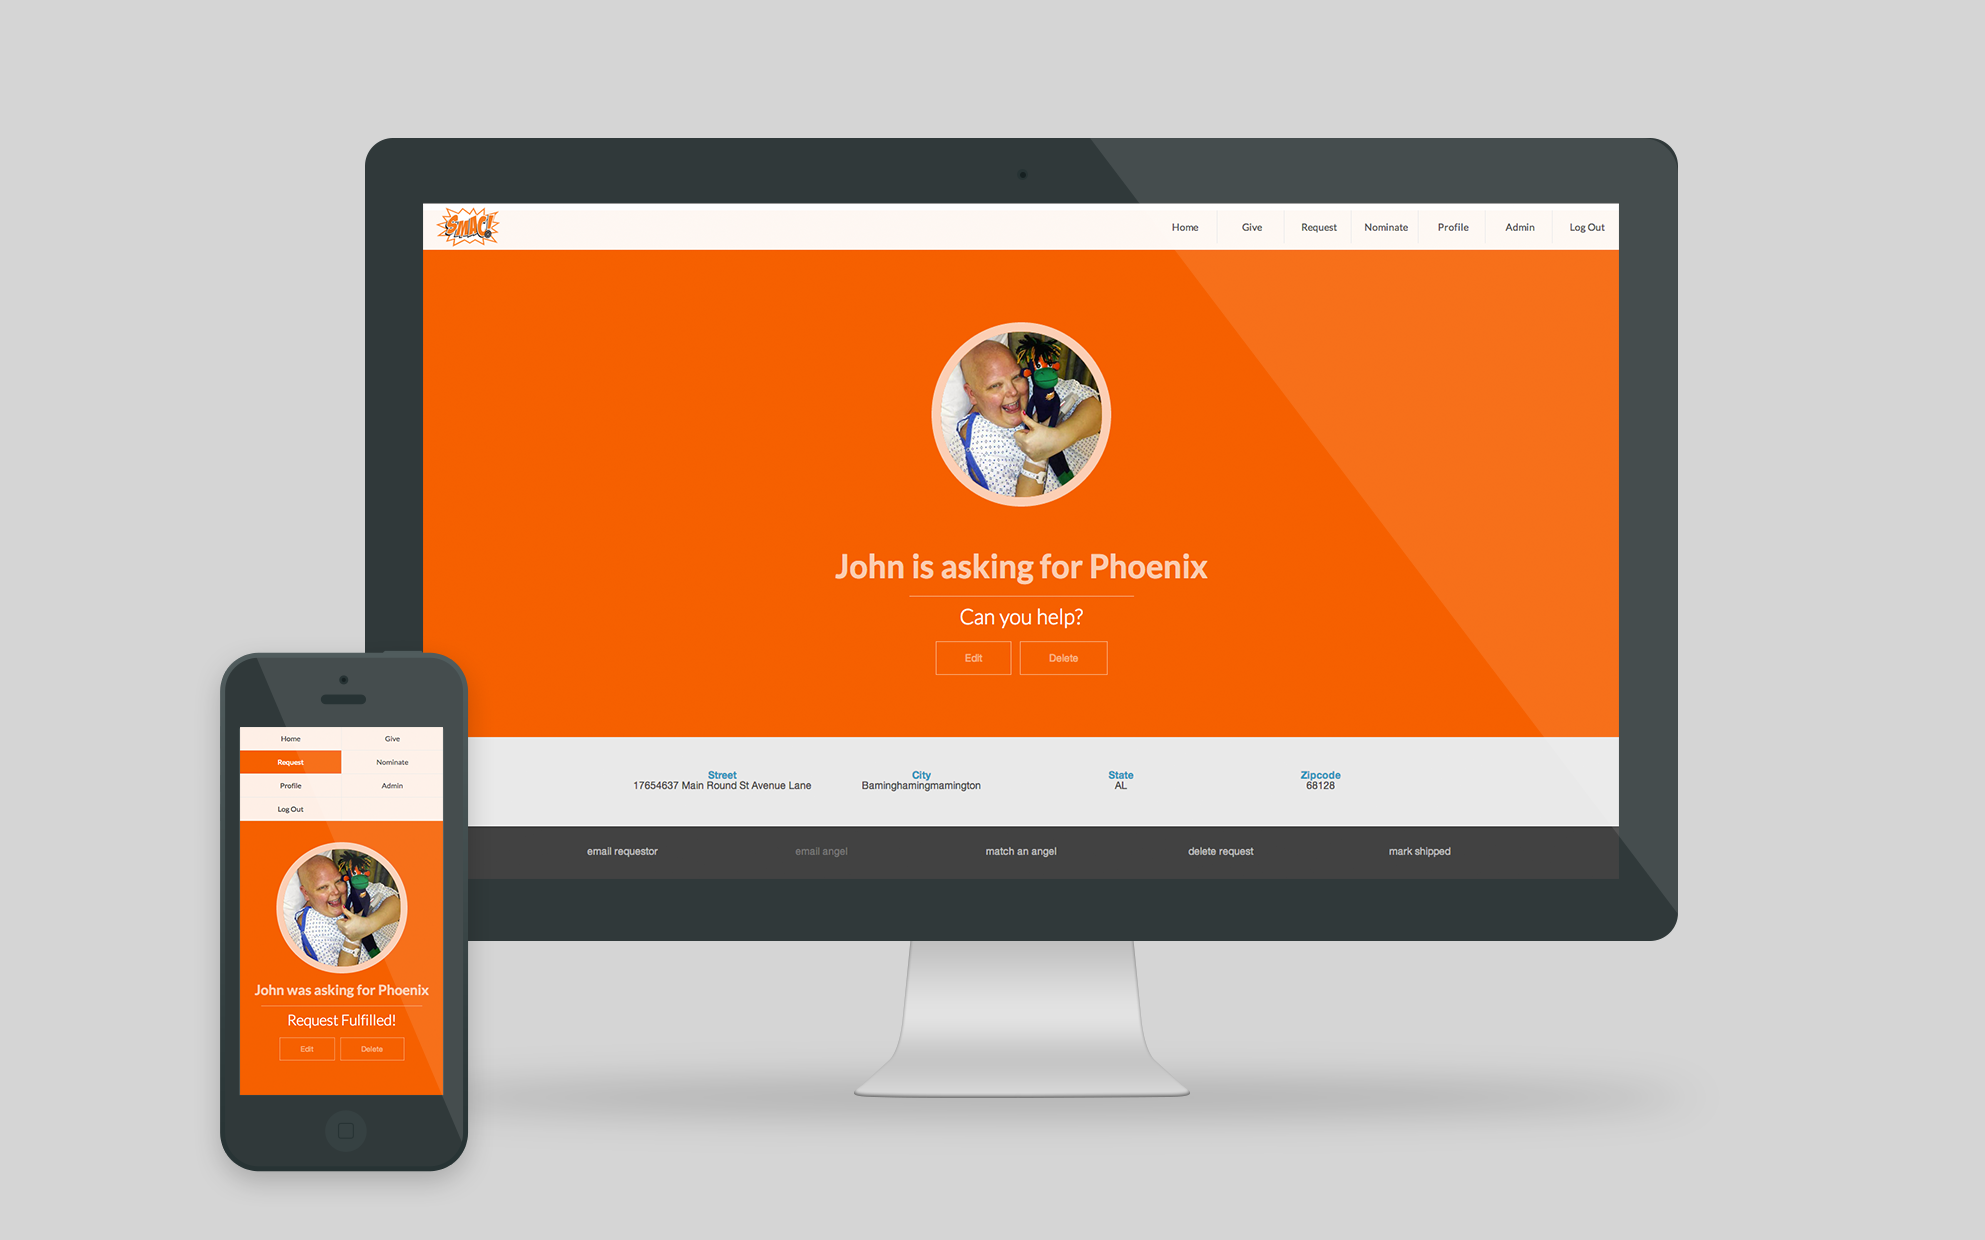 SMAC!
Home Give Request Nominate Profile Admin Log Out
John is asking for Phoenix
Can you help?
Edit Delete
Street City State Zipcode
17654637 Main Round St Avenue Lane Baminghamingmamington AL 68128
email requestor email angel match an angel delete request mark shipped
Home Give
Request Nominate
Profile Admin
Log Out
John was asking for Phoenix
Request Fulfilled!
Edit Delete